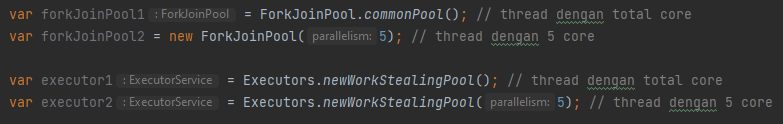 var forkJoinPool1 : ForkJoinPool = ForkJoinPool.commonPool(); // thread dengan total core
var forkJoinPool2 = new ForkJoinPool( parallelism: 5); // thread dengan 5 core
var executor1 : ExecutorService = Executors.newWorkStealingPool(); // thread dengan total core
var executor2 : ExecutorService = Executors.newWorkStealingPool( parallelism: 5); // thread dengan 5 core